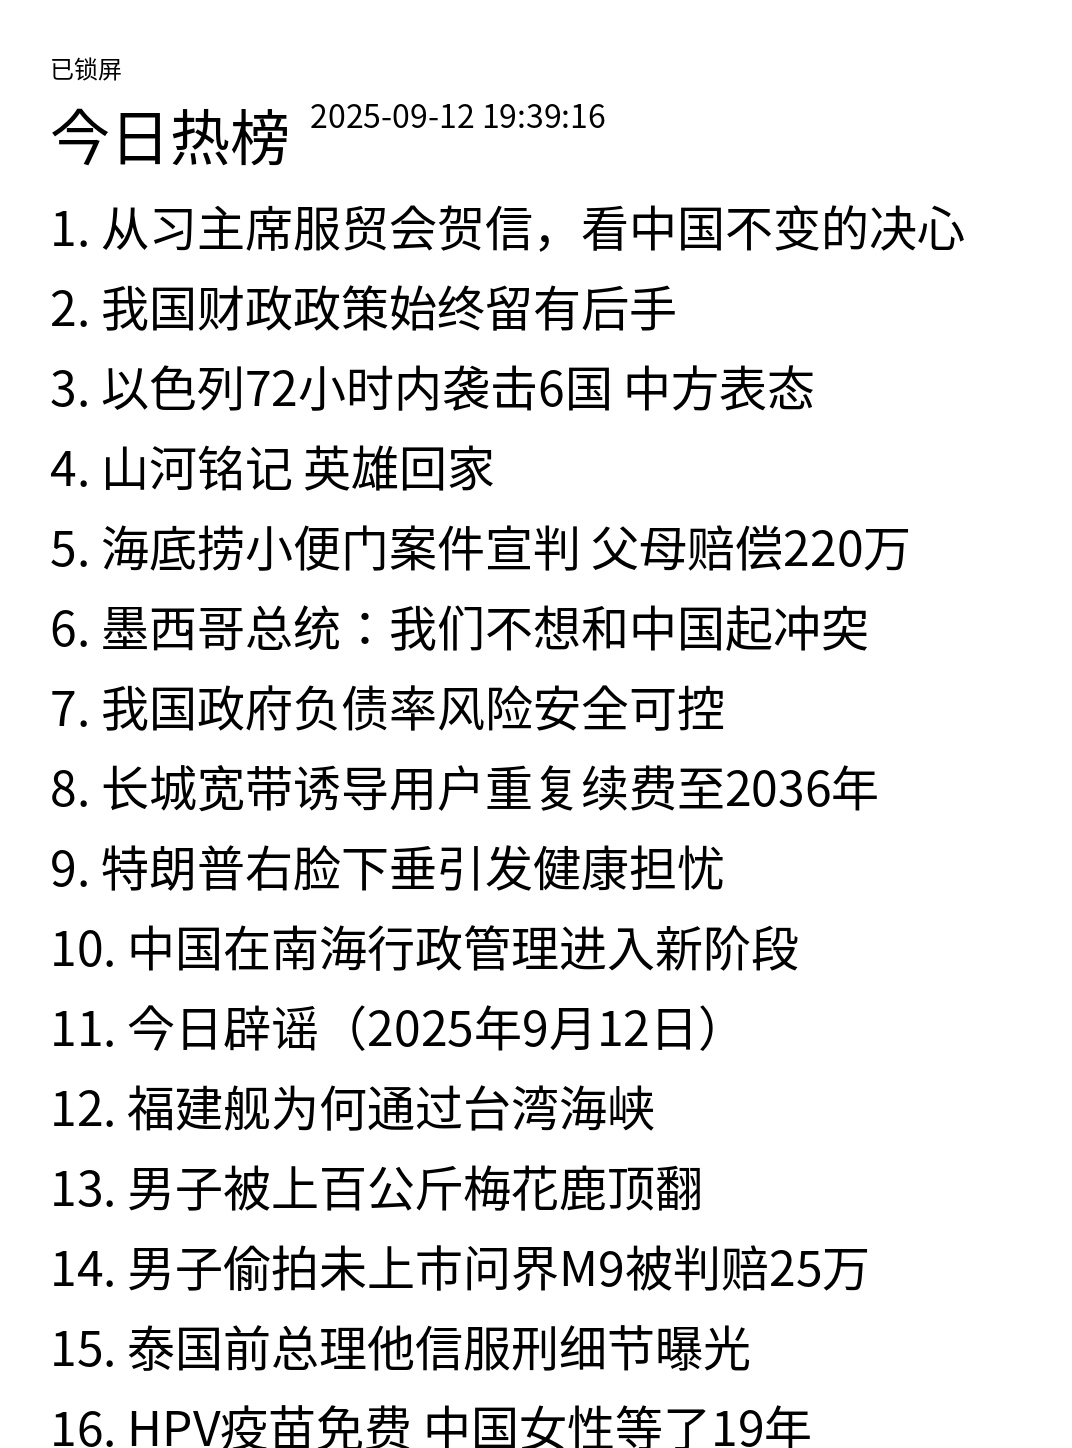 已锁屏
今日热榜 2025-09-12 19:39:16
1. 从习主席服贸会贺信，看中国不变的决心
2. 我国财政政策始终留有后手
3. 以色列72小时内袭击6国 中方表态
4. 山河铭记 英雄回家
5. 海底捞小便门案件宣判 父母赔偿220万
6. 墨西哥总统：我们不想和中国起冲突
7. 我国政府负债率风险安全可控
8. 长城宽带诱导用户重复续费至2036年
9. 特朗普右脸下垂引发健康担忧
10. 中国在南海行政管理进入新阶段
11. 今日辟谣（2025年9月12日）
12. 福建舰为何通过台湾海峡
13. 男子被上百公斤梅花鹿顶翻
14. 男子偷拍未上市问界M9被判赔25万
15. 泰国前总理他信服刑细节曝光
16. HPV疫苗免费 中国女性等了19年